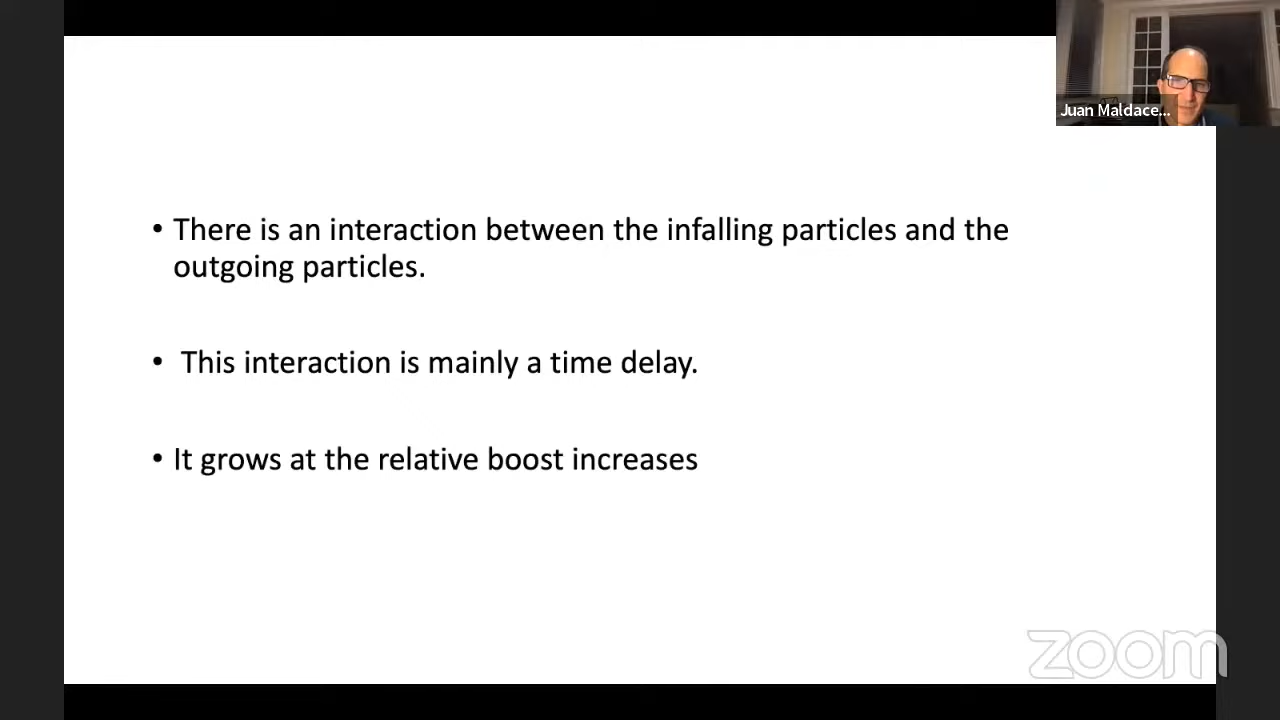 Juan Maldace...
• There is an interaction between the infalling particles and the
outgoing particles.
• This interaction is mainly a time delay.
• It grows at the relative boost increases
zoom